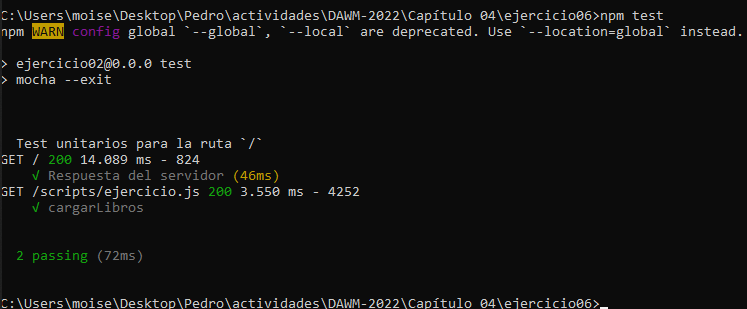 C:\Users\moise\Desktop\Pedro\actividades\DAWM-2022\Capítulo 04\ejercicio06>npm test
npm WARN config global `--global`, `--local` are deprecated. Use `--location=global` instead.
> ejercicio02@0.0.0 test
> mocha --exit
Test unitarios para la ruta `/`
GET / 200 14.089 ms - 824
√ Respuesta del servidor (46ms)
GET /scripts/ejercicio.js 200 3.550 ms - 4252
√ cargarLibros
2 passing (72ms)
C:\Users\moise\Desktop\Pedro\actividades\DAWM-2022\Capítulo 04\ejercicio06>